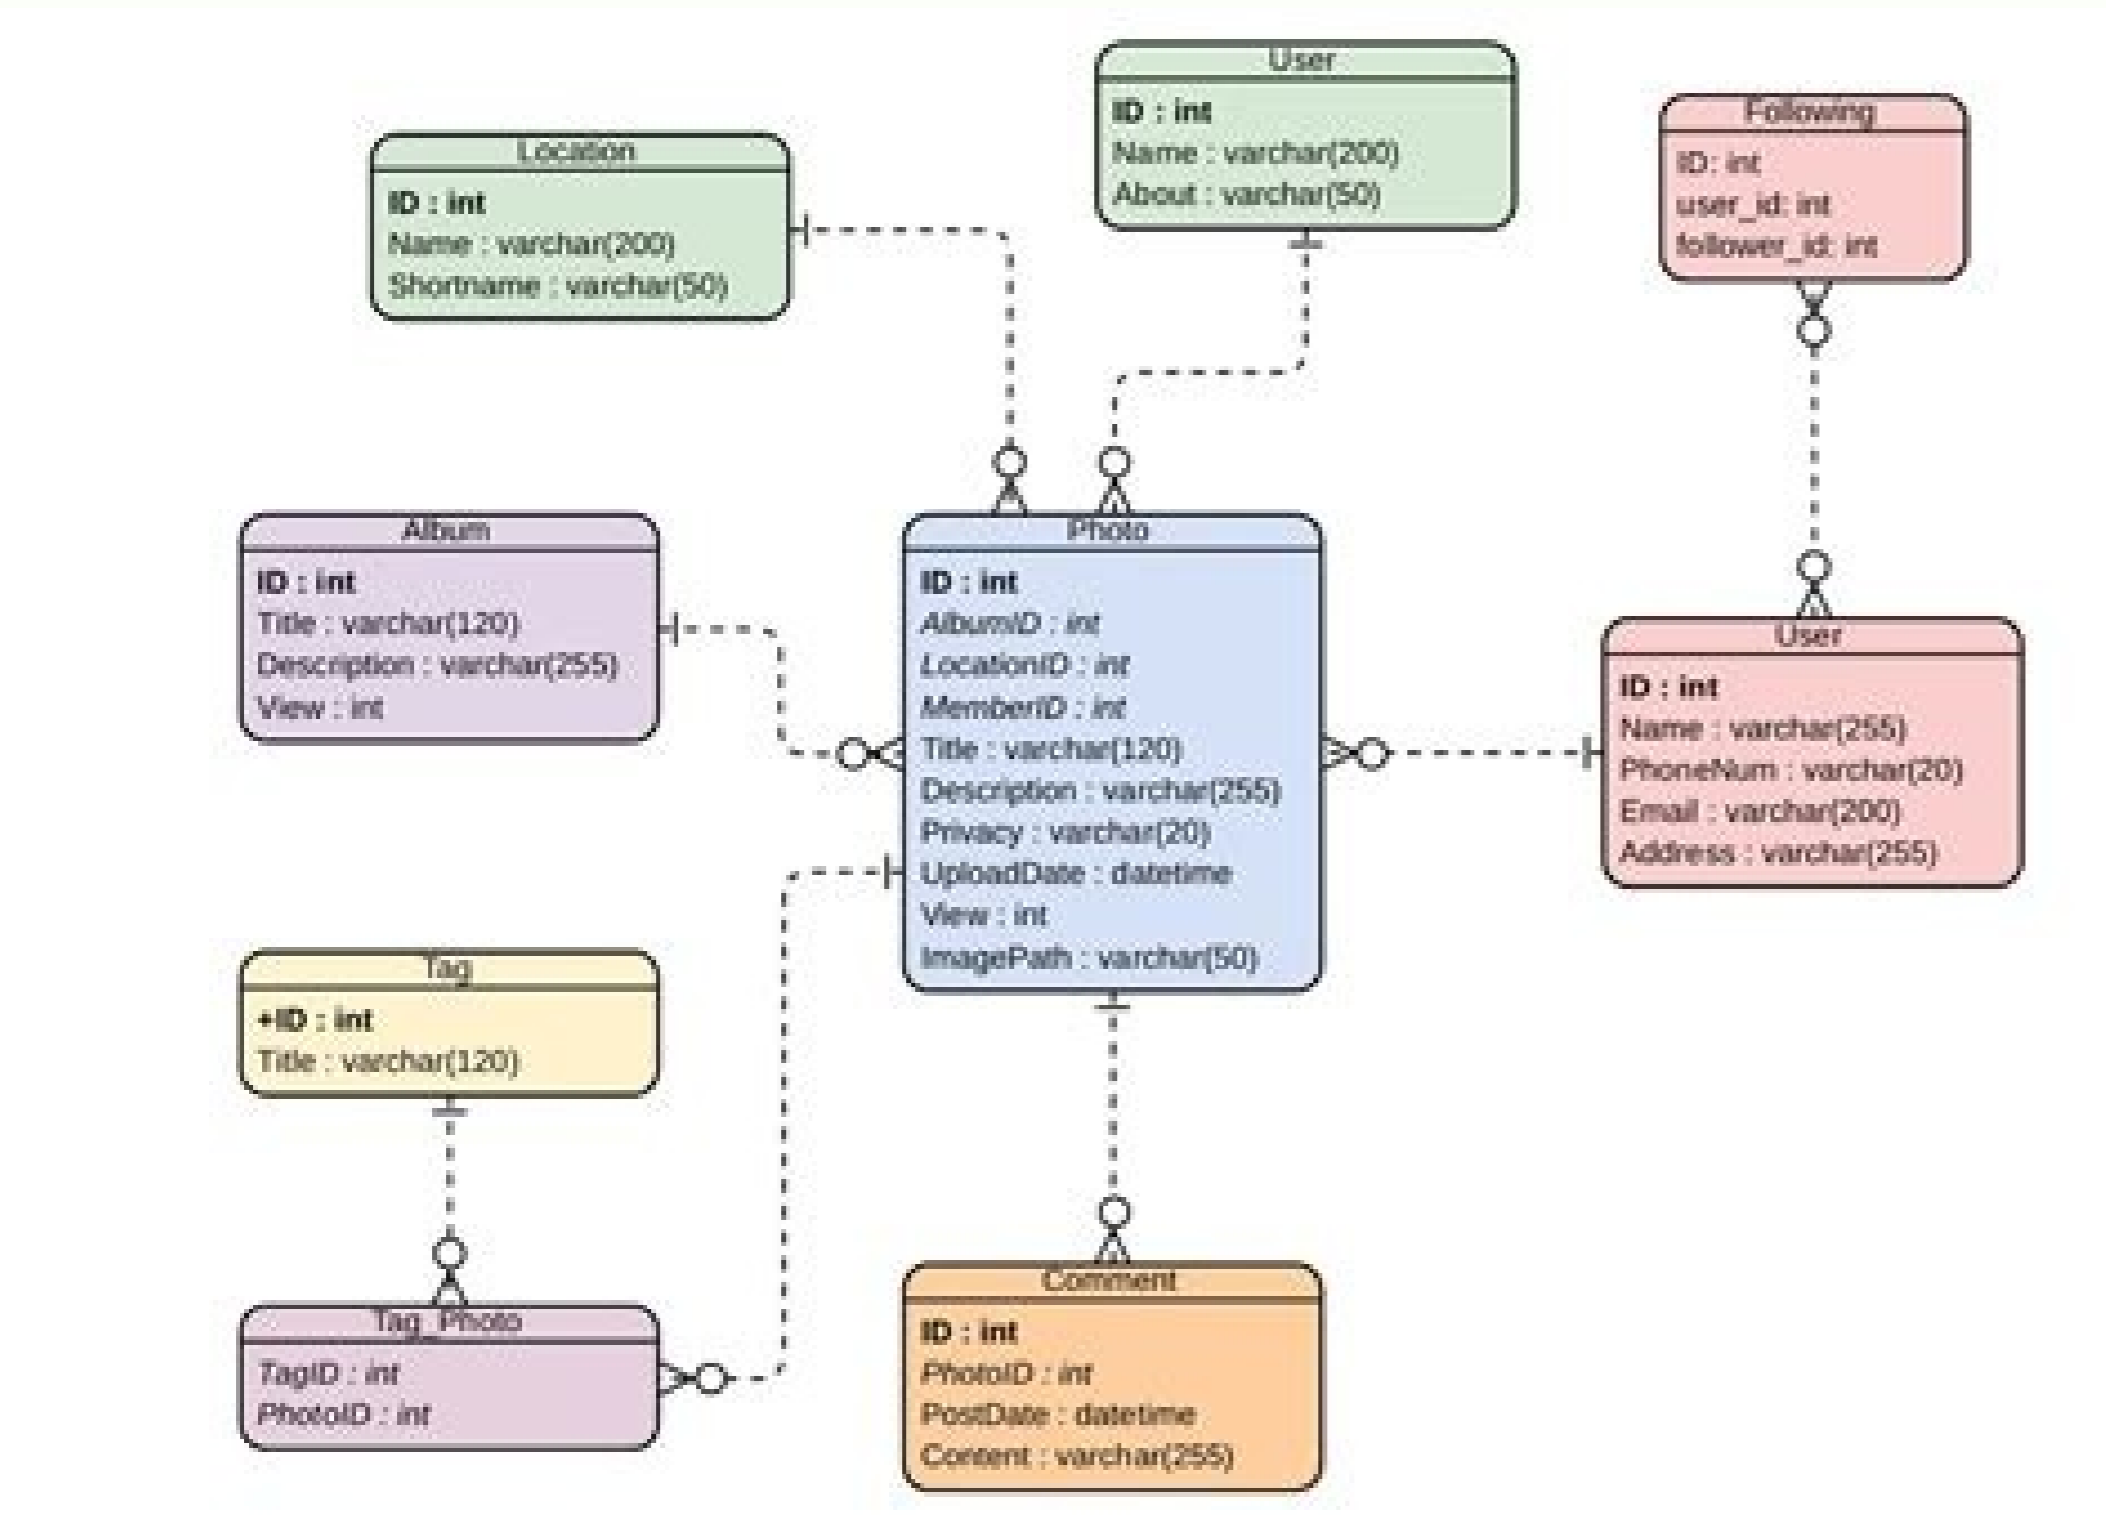 User
ID : int
Name : varchar(200)
About : varchar(50)
Following
ID: int
user_id: int
follower_id: int
Location
ID : int
Name : varchar(200)
Shortname : varchar(50)
Album
ID : int
Title : varchar(120)
Description : varchar(255)
View : int
Photo
ID : int
AlbumID : int
LocationID : int
MemberID : int
Title : varchar(120)
Description : varchar(255)
Privacy : varchar(20)
UploadDate : datetime
View : int
ImagePath : varchar(50)
User
ID : int
Name : varchar(255)
PhoneNum : varchar(20)
Email : varchar(200)
Address : varchar(255)
Tag
+ID : int
Title : varchar(120)
Tag_Photo
TagID : int
PhotoID : int
Comment
ID : int
PhotoID : int
PostDate : datetime
Content : varchar(255)